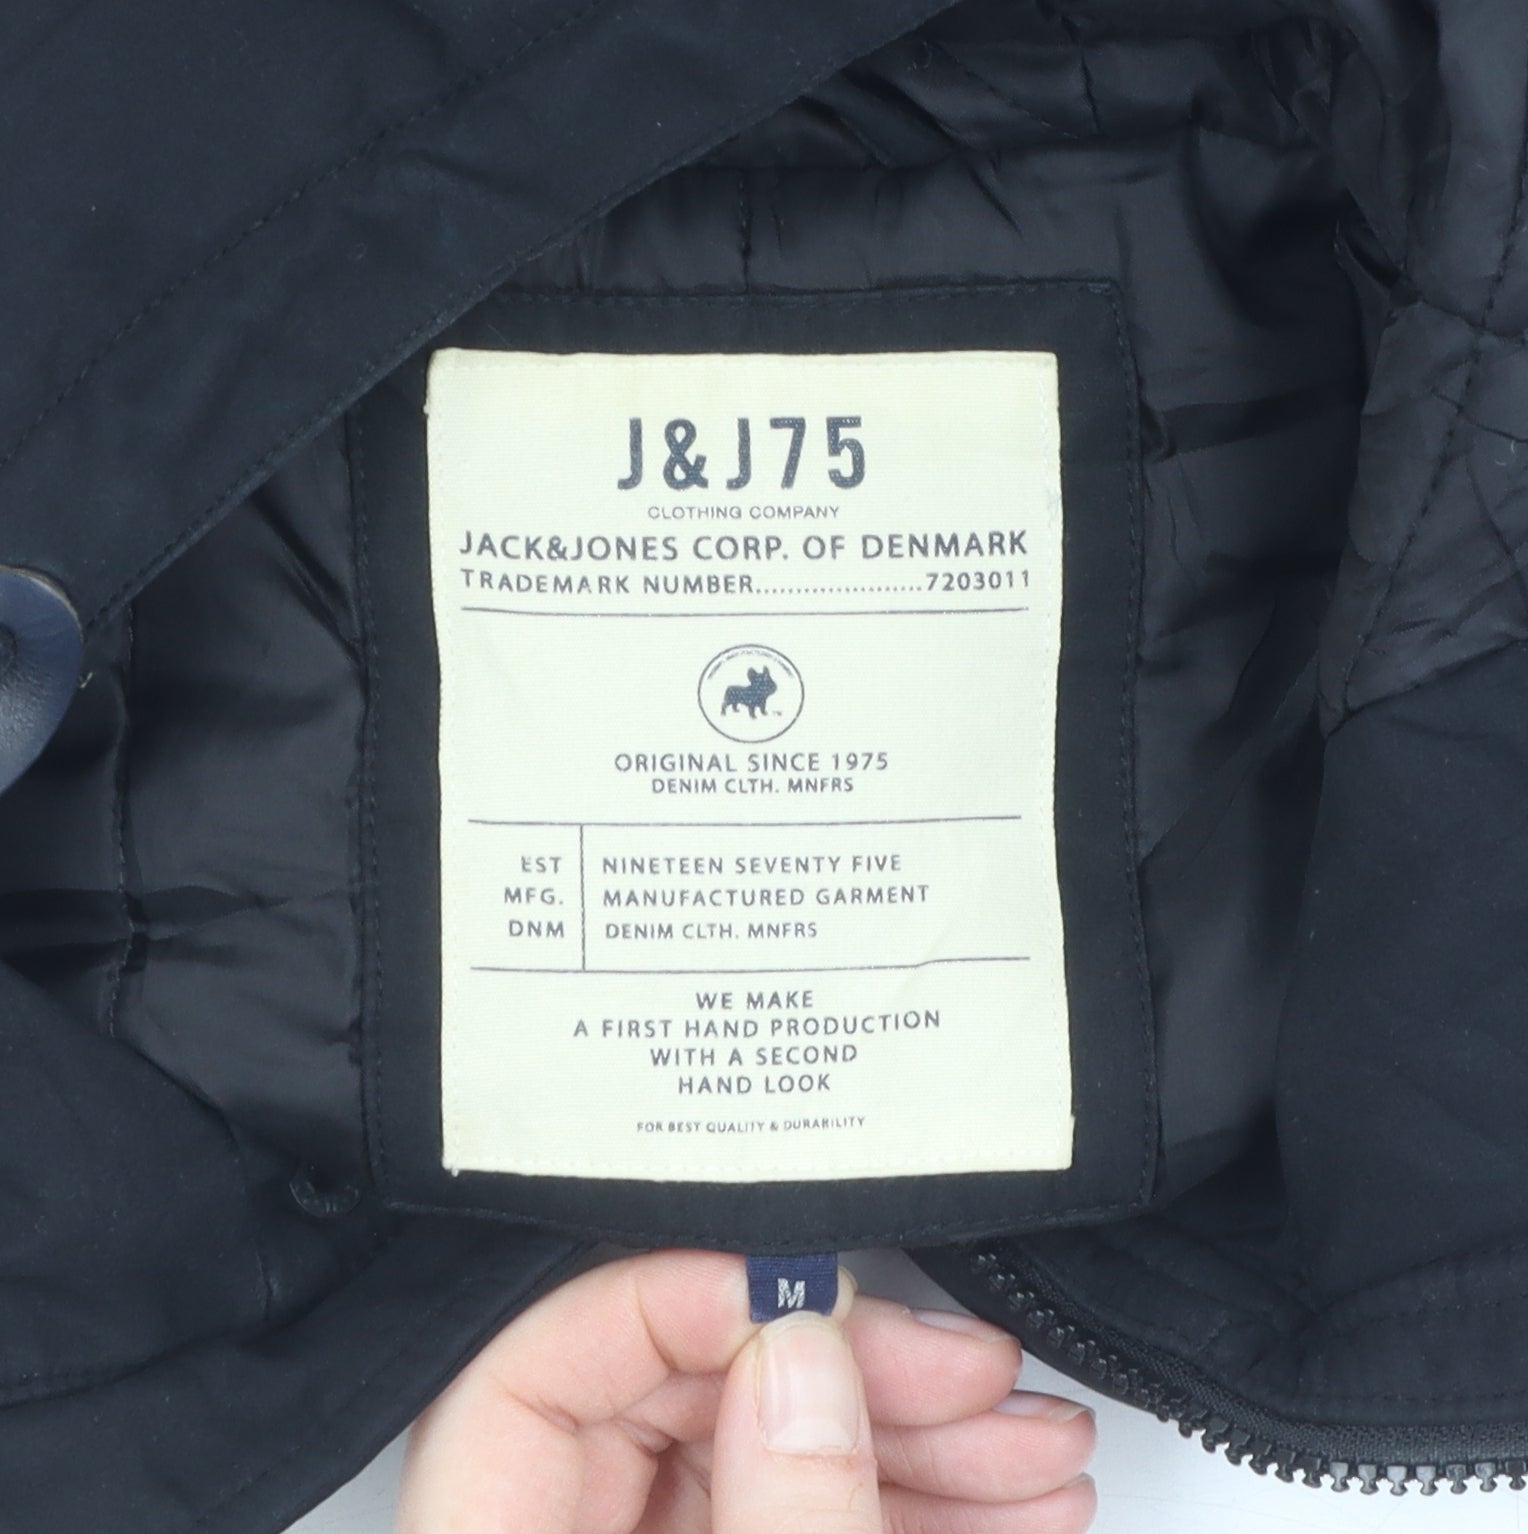 J&J75
CLOTHING COMPANY
JACK&JONES CORP. OF DENMARK
TRADEMARK NUMBER.....................7203011
™
ORIGINAL SINCE 1975
DENIM CLTH. MNFRS
EST NINETEEN SEVENTY FIVE
MFG. MANUFACTURED GARMENT
DNM DENIM CLTH. MNFRS
WE MAKE
A FIRST HAND PRODUCTION
WITH A SECOND
HAND LOOK
FOR BEST QUALITY & DURABILITY
M